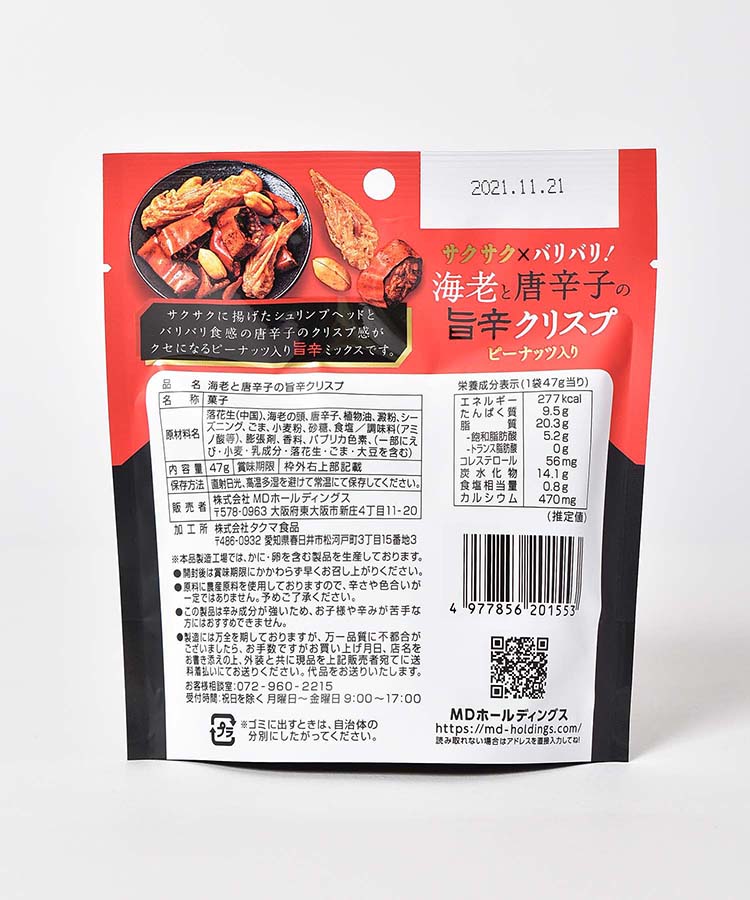 2021.11.21
サクサク×バリバリ!
海老と唐辛子の
旨辛クリスプ
ピーナッツ入り
サクサクに揚げたシュリンプヘッドと
バリバリ食感の唐辛子のクリスプ感が
クセになるピーナッツ入り旨辛ミックスです。
品名 海老と唐辛子の旨辛クリスプ
名称 菓子
原材料名 落花生(中国)、海老の頭、唐辛子、植物油、澱粉、シー
ズニング、ごま、小麦粉、砂糖、食塩/調味料(アミ
ノ酸等)、膨張剤、香料、パプリカ色素、(一部にえ
び・小麦・乳成分・落花生・ごま・大豆を含む)
内容量 47g 賞味期限 枠外右上部記載
保存方法 直射日光、高温多湿を避けて常温にて保存してください。
販売者 株式会社 MDホールディングス
〒578-0963 大阪府東大阪市新庄4丁目11-20
加工所 株式会社タクマ食品
〒486-0932 愛知県春日井市松河戸町3丁目15番地3
※本品製造工場では、かに・卵を含む製品を生産しております。
●開封後は賞味期限にかかわらず早くお召し上がりください。
●原料に農産原料を使用しておりますので、辛さや色合いが
一定ではありません。予めご了承ください。
●この製品は辛み成分が強いため、お子様や辛みが苦手な
方にはおすすめできません。
●製造には万全を期しておりますが、万一品質に不都合が
ございましたら、お手数ですがお買い上げ月日、店名を
お書き添えの上、外装と共に現品を上記販売者宛てに送
料着払いにてお送りください。代品をお送りいたします。
お客様相談室:072-960-2215
受付時間:祝日を除く 月曜日〜金曜日 9:00〜17:00
プラ
※ゴミに出すときは、自治体の
分別にしたがってください。
栄養成分表示(1袋47g当り)
エネルギー 277kcal
たんぱく質 9.5g
脂質 20.3g
-飽和脂肪酸 5.2g
-トランス脂肪酸 0g
コレステロール 56mg
炭水化物 14.1g
食塩相当量 0.8g
カルシウム 470mg
(推定値)
4 977856 201553
MDホールディングス
https://md-holdings.com/
読み取れない場合はアドレスを直接入力してね!